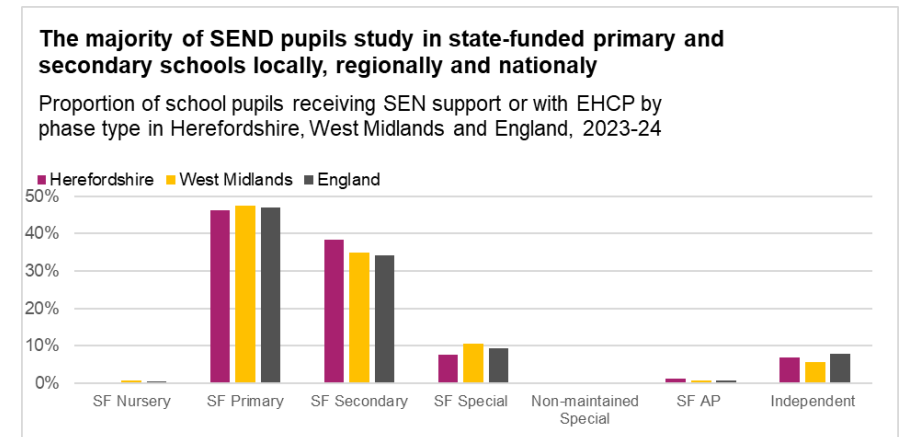 The majority of SEND pupils study in state-funded primary and
secondary schools locally, regionally and nationaly
Proportion of school pupils receiving SEN support or with EHCP by
phase type in Herefordshire, West Midlands and England, 2023-24
Herefordshire West Midlands England
50%
40%
30%
20%
10%
0%
SF Nursery SF Primary SF Secondary SF Special Non-maintained Special SF AP Independent